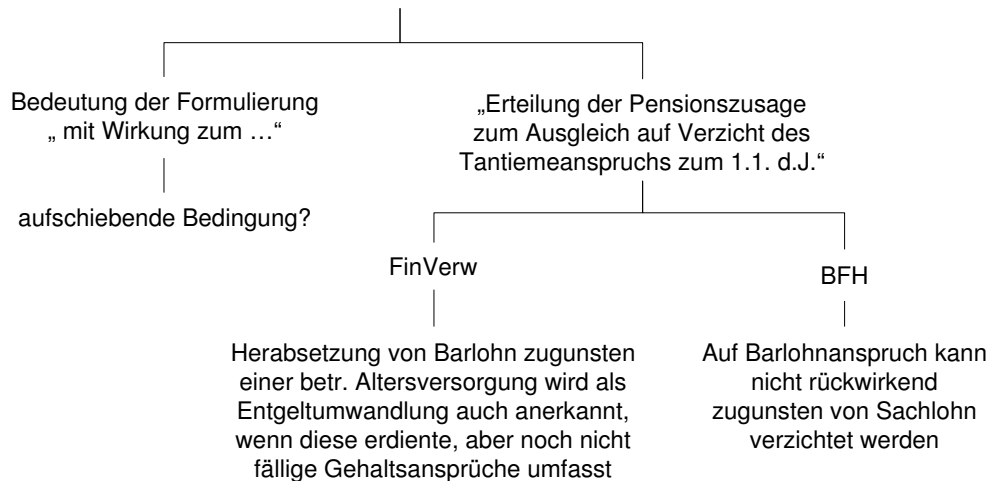 Bedeutung der Formulierung
„ mit Wirkung zum …“
aufschiebende Bedingung?
„Erteilung der Pensionszusage
zum Ausgleich auf Verzicht des
Tantiemeanspruchs zum 1.1. d.J.“
FinVerw
Herabsetzung von Barlohn zugunsten
einer betr. Altersversorgung wird als
Entgeltumwandlung auch anerkannt,
wenn diese erdiente, aber noch nicht
fällige Gehaltsansprüche umfasst
BFH
Auf Barlohnanspruch kann
nicht rückwirkend
zugunsten von Sachlohn
verzichtet werden